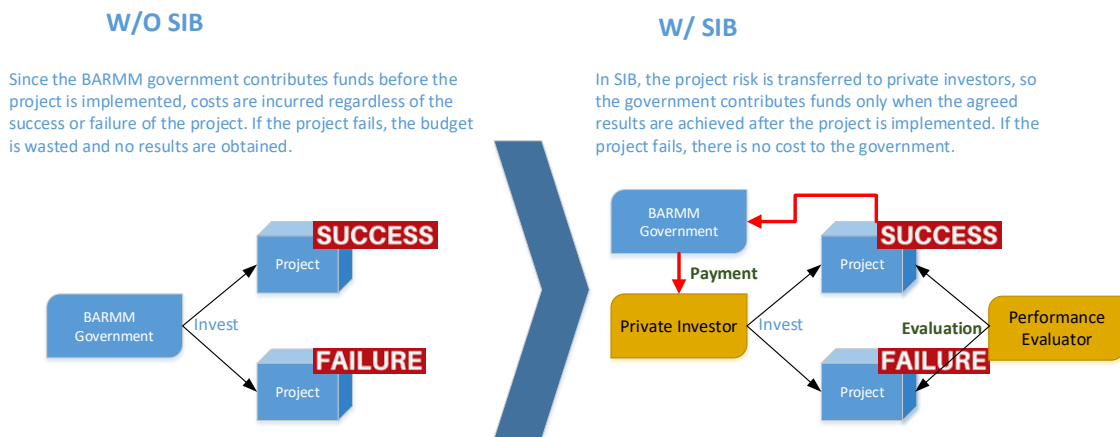 W/O SIB
Since the BARMM government contributes funds before the
project is implemented, costs are incurred regardless of the
success or failure of the project. If the project fails, the budget
is wasted and no results are obtained.
SUCCESS
Project
BARMM
Government
Invest
FAILURE
Project
W/ SIB
In SIB, the project risk is transferred to private investors, so
the government contributes funds only when the agreed
results are achieved after the project is implemented. If the
project fails, there is no cost to the government.
BARMM
Government
SUCCESS
Project
Payment
Private Investor
Invest
Evaluation
Performance
Evaluator
FAILURE
Project